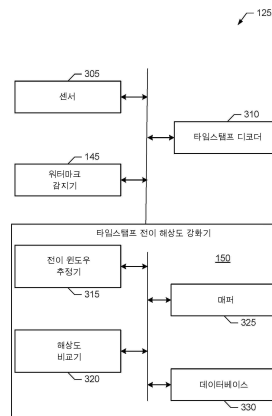 125
305
센서
310
타임스탬프 디코더
145
워터마크
감지기
타임스탬프 전이 해상도 강화기
전이 윈도우
추정기
150
315
매퍼
325
해상도
비교기
320
데이터베이스
330